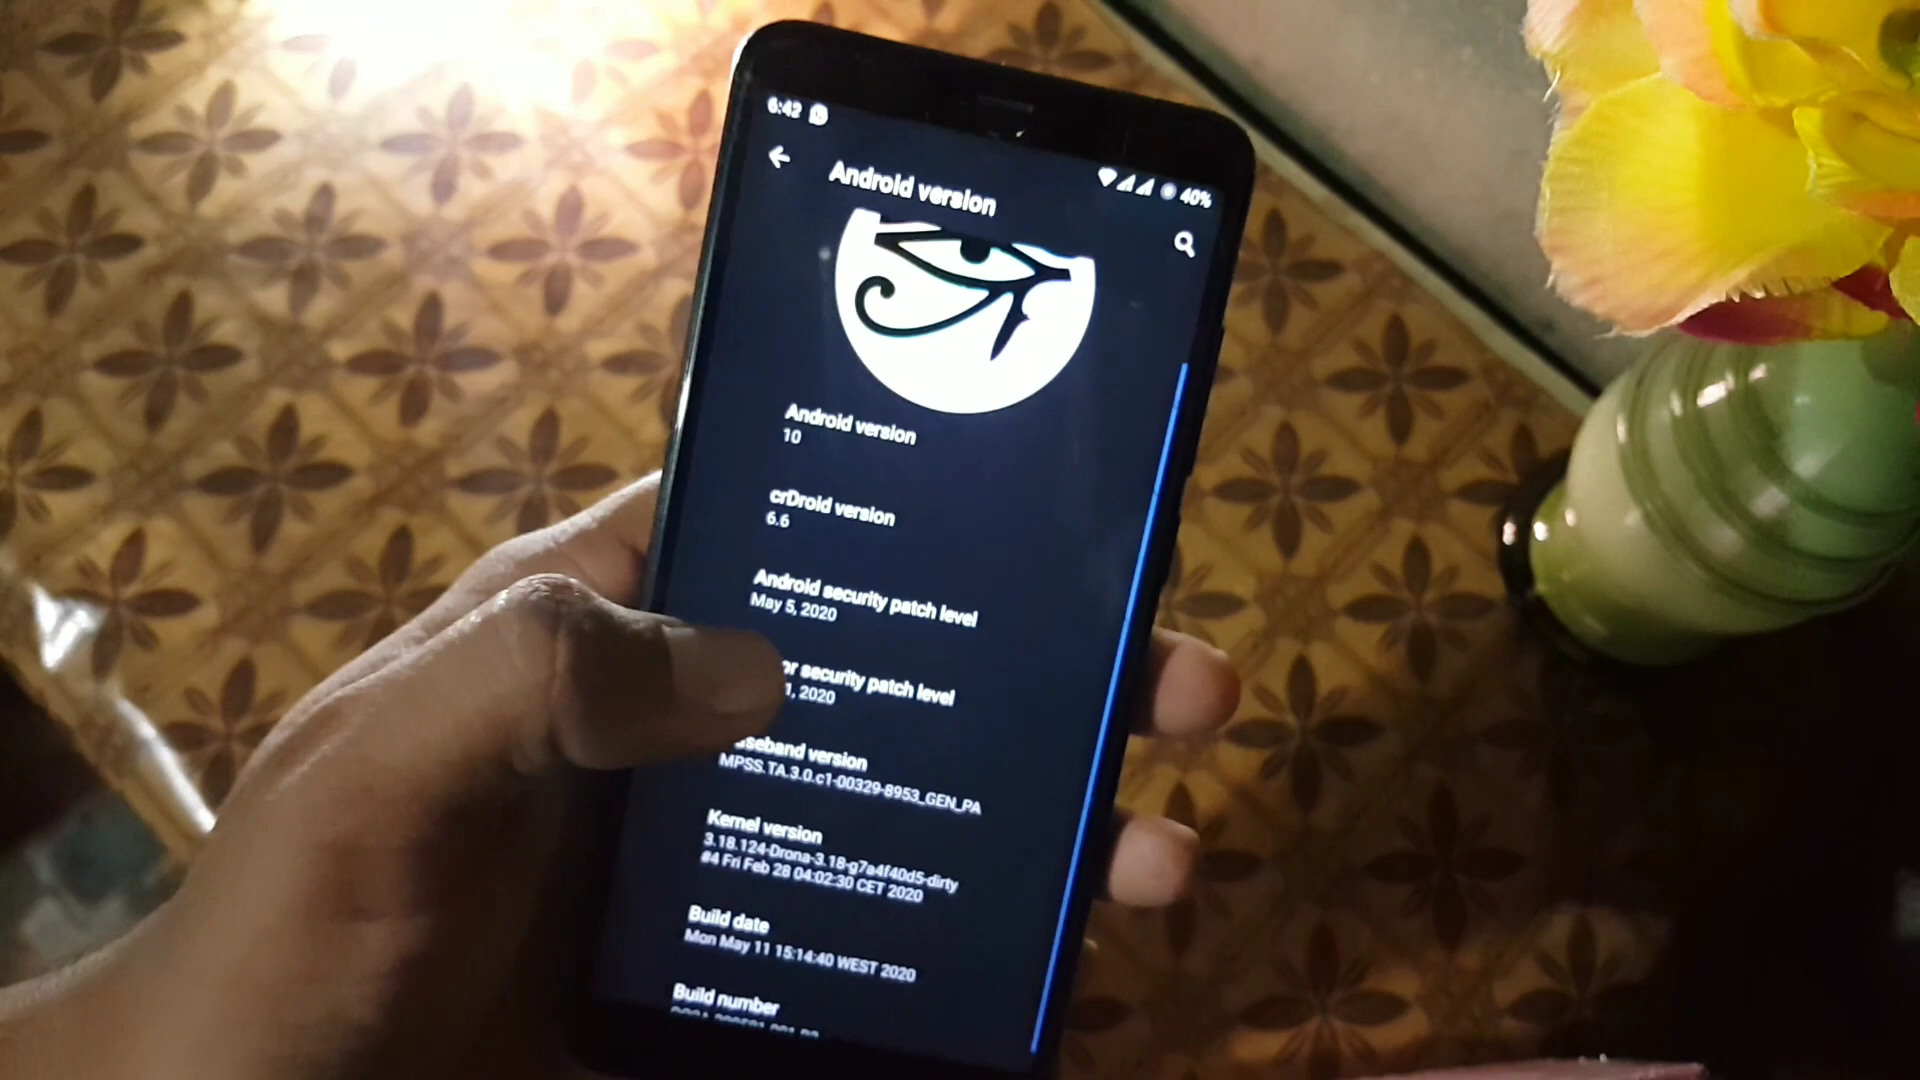 6:42
40%
Android version
Android version
10
crDroid version
6.6
Android security patch level
May 5, 2020
security patch level
1, 2020
version
MPSS.TA.3.0.c1-00329-8953_GEN_PA
Kernel version
3.18.124-Drona-3.18-g7a4f40d5-dirty
#4 Fri Feb 28 04:02:30 CET 2020
Build date
Mon May 11 15:14:40 WEST 2020
Build number